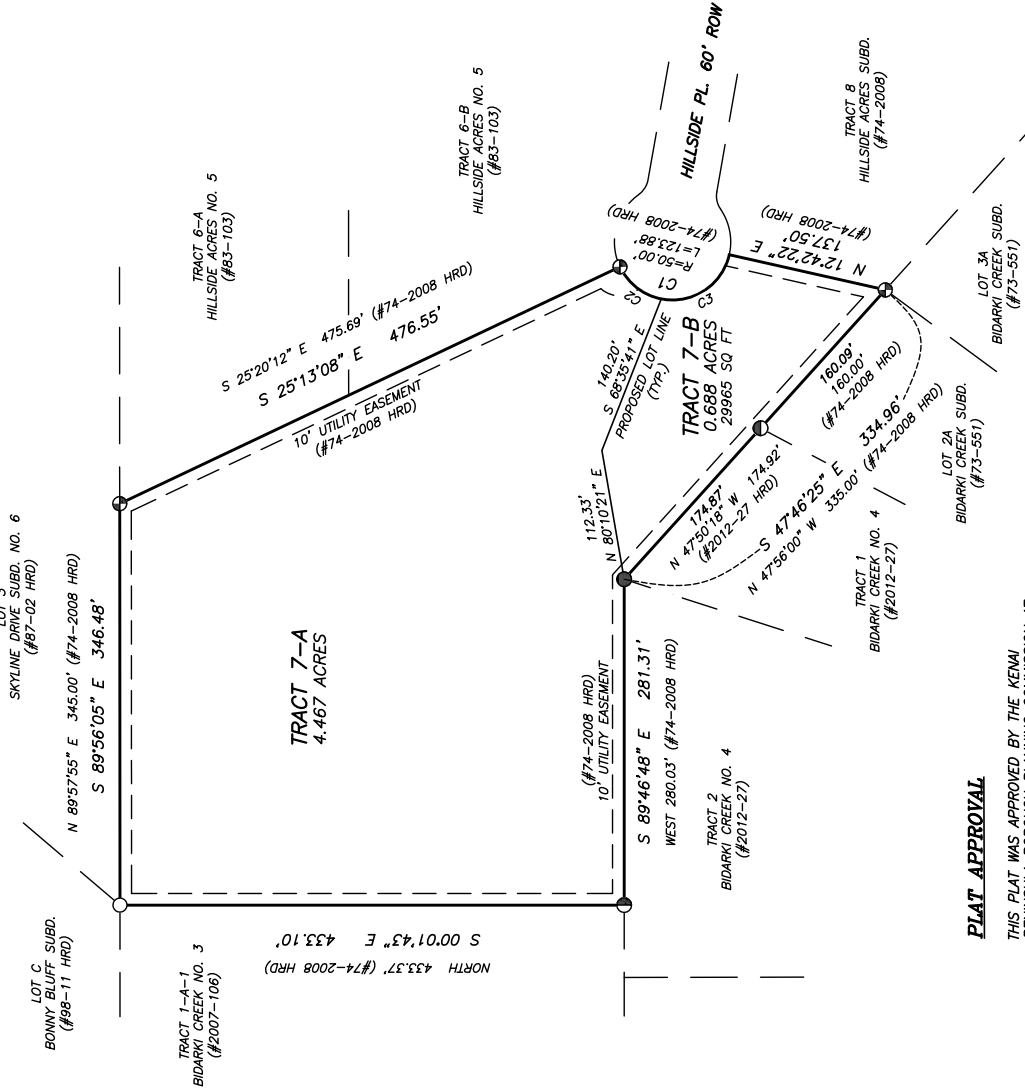 LOT C
BONNY BLUFF SUBD.
(#98-11 HRD)
SKYLINE DRIVE SUBD. NO. 6
(#87-02 HRD)
N 89°57'55" E 345.00' (#74-2008 HRD)
S 89°56'05" E 346.48'
TRACT 6-A
HILLSIDE ACRES NO. 5
(#83-103)
TRACT 6-B
HILLSIDE ACRES NO. 5
(#83-103)
S 25°20'12" E 475.69' (#74-2008 HRD)
S 25°13'08" E 476.55'
10' UTILITY EASEMENT
(#74-2008 HRD)
TRACT 1-A-1
BIDARKI CREEK NO. 3
(#2007-106)
NORTH 433.37' (#74-2008 HRD)
S 00°01'43" E 433.10'
TRACT 7-A
4.467 ACRES
HILLSIDE PL. 60' ROW
R=50.00'
L=123.88'
(#74-2008 HRD)
C1
C2
C3
140.20'
S 68°35'41" E
PROPOSED LOT LINE
(TYP.)
112.33'
N 80°10'21" E
TRACT 7-B
0.688 ACRES
29965 SQ FT
N 12°42'22" E
137.50'
(#74-2008 HRD)
TRACT 8
HILLSIDE ACRES SUBD.
(#74-2008)
(#74-2008 HRD)
10' UTILITY EASEMENT
S 89°46'48" E 281.31'
WEST 280.03' (#74-2008 HRD)
174.87'
N 47°50'18" W 174.92'
(#2012-27 HRD)
160.09'
160.00'
(#74-2008 HRD)
S 47°46'25" E 334.96'
N 47°56'00" W 335.00' (#74-2008 HRD)
TRACT 2
BIDARKI CREEK NO. 4
(#2012-27)
TRACT 1
BIDARKI CREEK NO. 4
(#2012-27)
LOT 2A
BIDARKI CREEK SUBD.
(#73-551)
LOT 3A
BIDARKI CREEK SUBD.
(#73-551)
PLAT APPROVAL
THIS PLAT WAS APPROVED BY THE KENAI